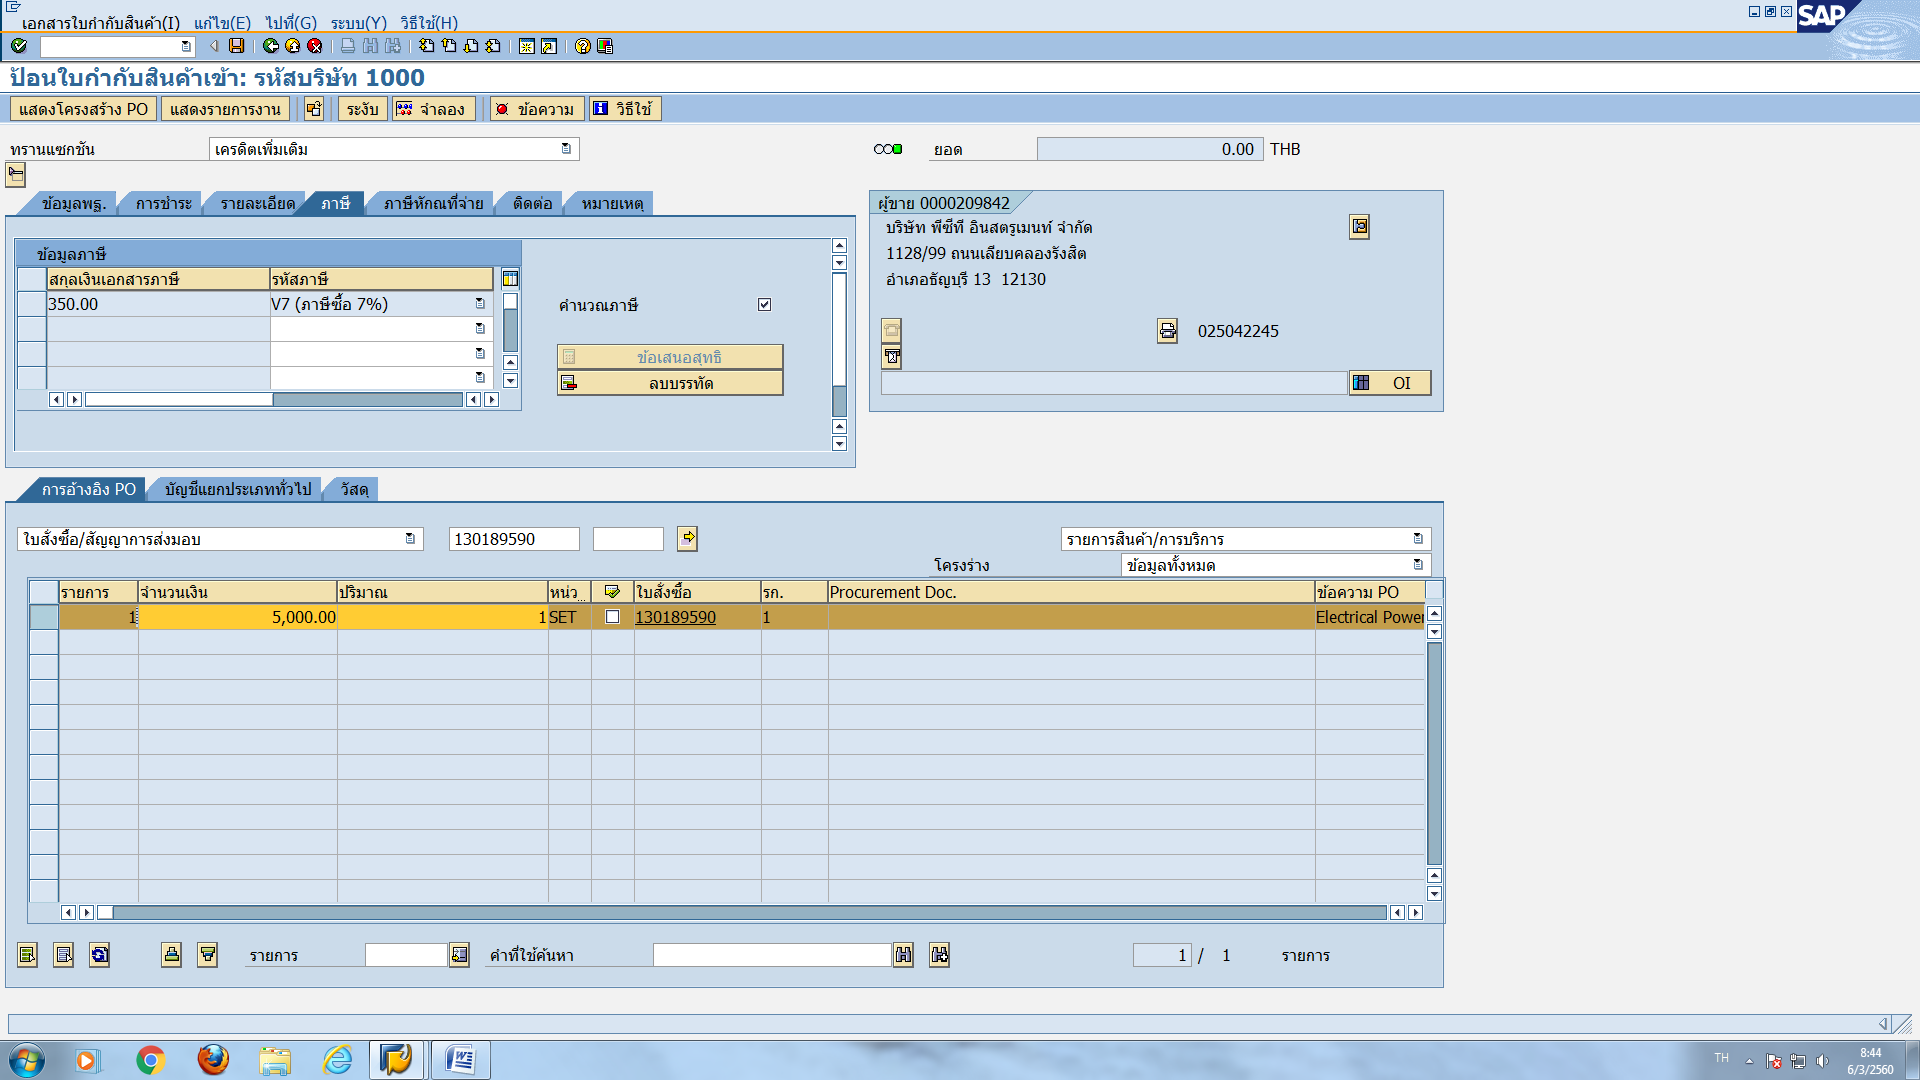 เอกสารใบกำกับสินค้า(I) แก้ไข(E) ไปที่(G) ระบบ(Y) วิธีใช้(H)
SAP
ป้อนใบกำกับสินค้าเข้า: รหัสบริษัท 1000
แสดงโครงสร้าง PO แสดงรายการงาน ระงับ จำลอง ข้อความ วิธีใช้
ทรานแซกชัน เครดิตเพิ่มเติม ยอด 0.00 THB
ข้อมูลพฐ. การชำระ รายละเอียด ภาษี ภาษีหักณที่จ่าย ติดต่อ หมายเหตุ
ผู้ขาย 0000209842
บริษัท พีซีที อินสตรูเมนท์ จำกัด
1128/99 ถนนเลียบคลองรังสิต
อำเภอธัญบุรี 13 12130
025042245
OI
ข้อมูลภาษี
สกุลเงินเอกสารภาษี รหัสภาษี
350.00 V7 (ภาษีซื้อ 7%)
คำนวณภาษี
ข้อเสนอสุทธิ
ลบบรรทัด
การอ้างอิง PO บัญชีแยกประเภททั่วไป วัสดุ
ใบสั่งซื้อ/สัญญาการส่งมอบ 130189590 รายการสินค้า/การบริการ
โครงร่าง ข้อมูลทั้งหมด
รายการ จำนวนเงิน ปริมาณ หน่ว... ใบสั่งซื้อ รก. Procurement Doc. ข้อความ PO
1 5,000.00 1 SET 130189590 1 Electrical Power
รายการ คำที่ใช้ค้นหา 1 / 1 รายการ
TH
8:44
6/3/2560